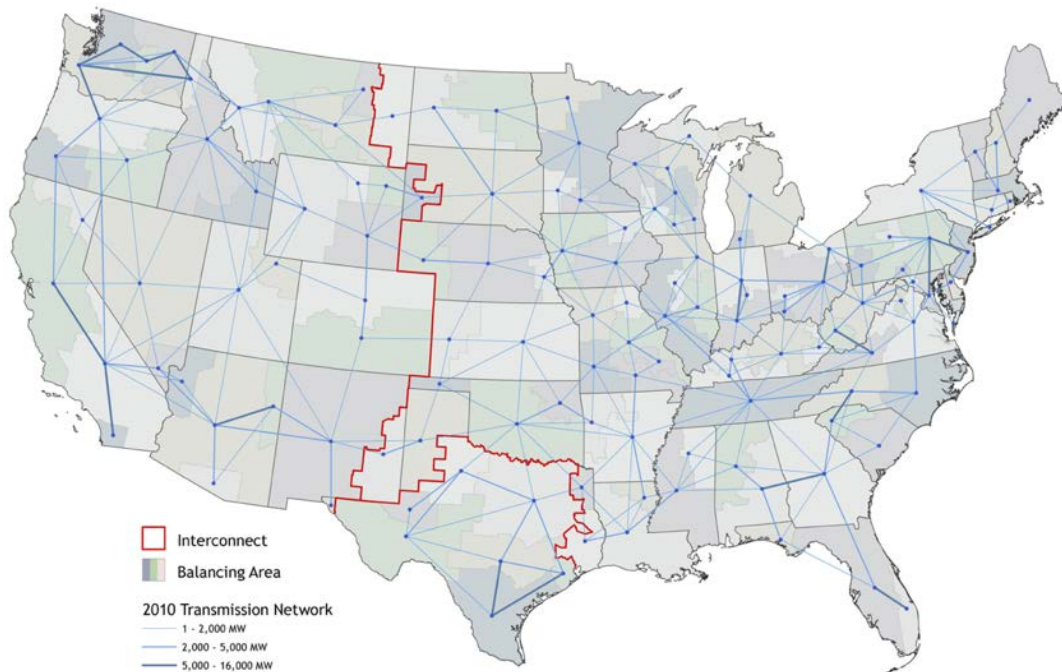 Interconnect
Balancing Area
2010 Transmission Network
1 - 2,000 MW
2,000 - 5,000 MW
5,000 - 16,000 MW